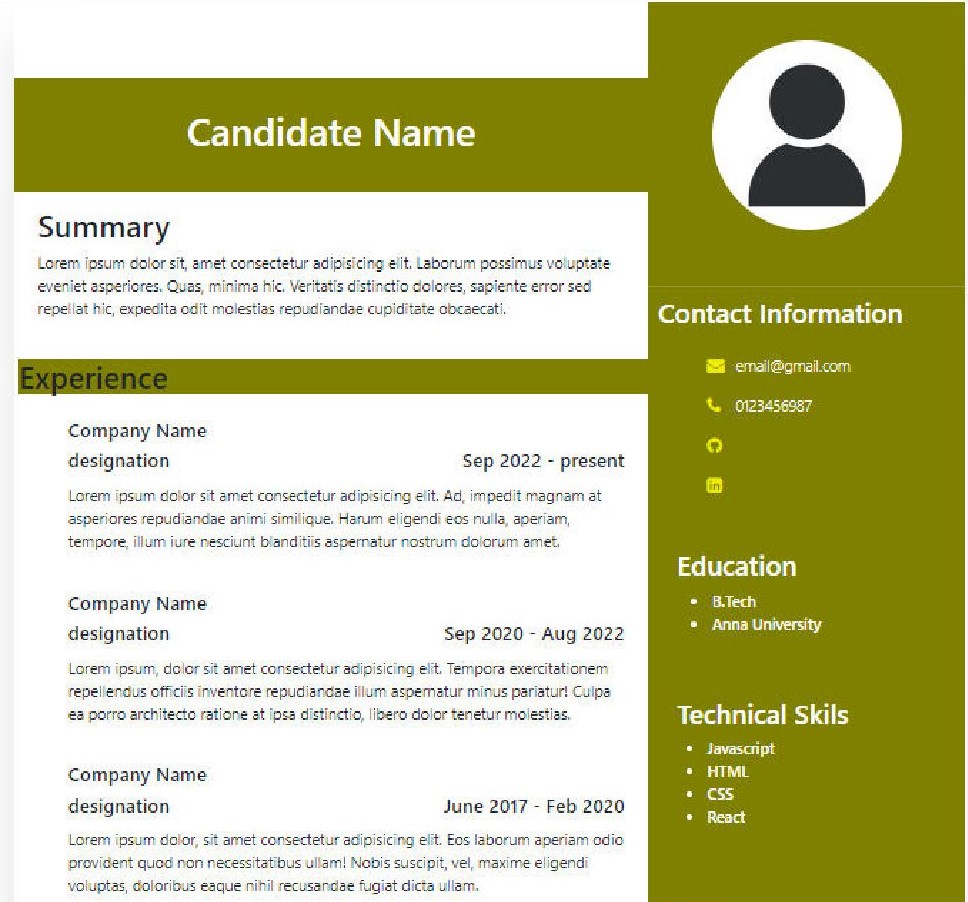 Candidate Name
Summary
Lorem ipsum dolor sit, amet consectetur adipisicing elit. Laborum possimus voluptate
eveniet asperiores. Quas, minima hic. Veritatis distinctio dolores, sapiente error sed
repellat hic, expedita odit molestias repudiandae cupiditate obcaecati.
Experience
Company Name
designation Sep 2022 - present
Lorem ipsum dolor sit amet consectetur adipisicing elit. Ad, impedit magnam at
asperiores repudiandae animi similique. Harum eligendi eos nulla, aperiam,
tempore, illum iure nesciunt blanditiis aspernatur nostrum dolorum amet.
Company Name
designation Sep 2020 - Aug 2022
Lorem ipsum, dolor sit amet consectetur adipisicing elit. Tempora exercitationem
repellendus officiis inventore repudiandae illum aspernatur minus pariatur! Culpa
ea porro architecto ratione at ipsa distinctio, libero dolor tenetur molestias.
Company Name
designation June 2017 - Feb 2020
Lorem ipsum dolor, sit amet consectetur adipisicing elit. Eos laborum aperiam odio
provident quod non necessitatibus ullam! Nobis suscipit, vel, maxime eligendi
voluptas, doloribus eaque nihil recusandae fugiat dicta ullam.
Contact Information
email@gmail.com
0123456987
in
Education
• B.Tech
• Anna University
Technical Skils
• Javascript
• HTML
• CSS
• React